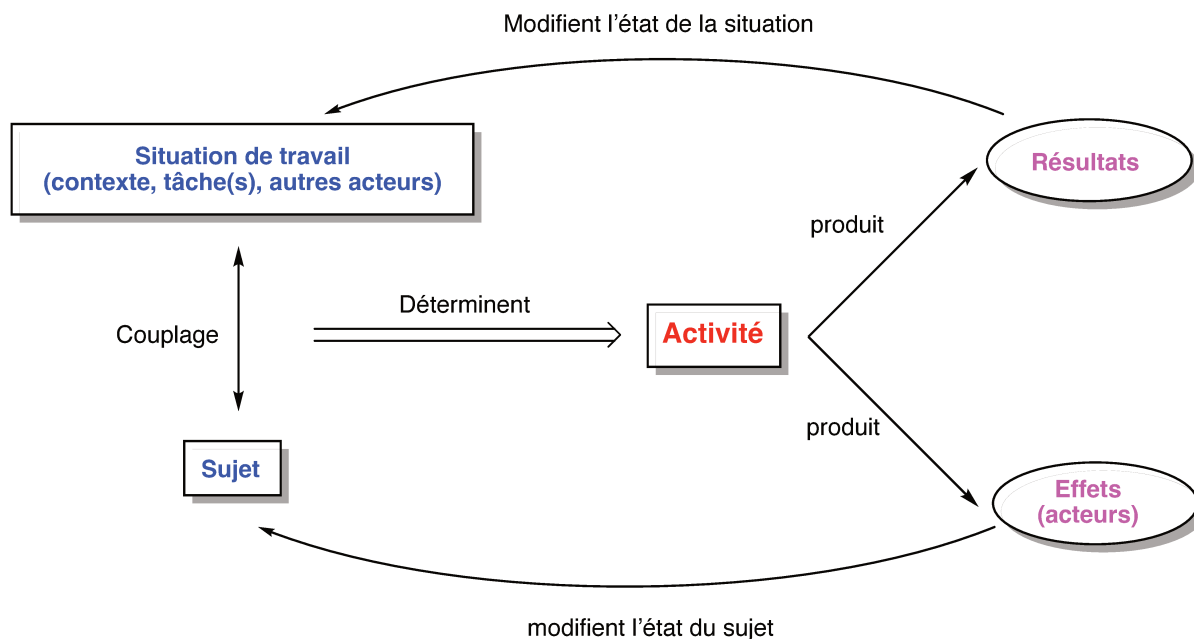 Modifient l'état de la situation
Situation de travail
(contexte, tâche(s), autres acteurs)
Résultats
produit
Déterminent
Couplage
Activité
produit
Sujet
Effets
(acteurs)
modifient l'état du sujet